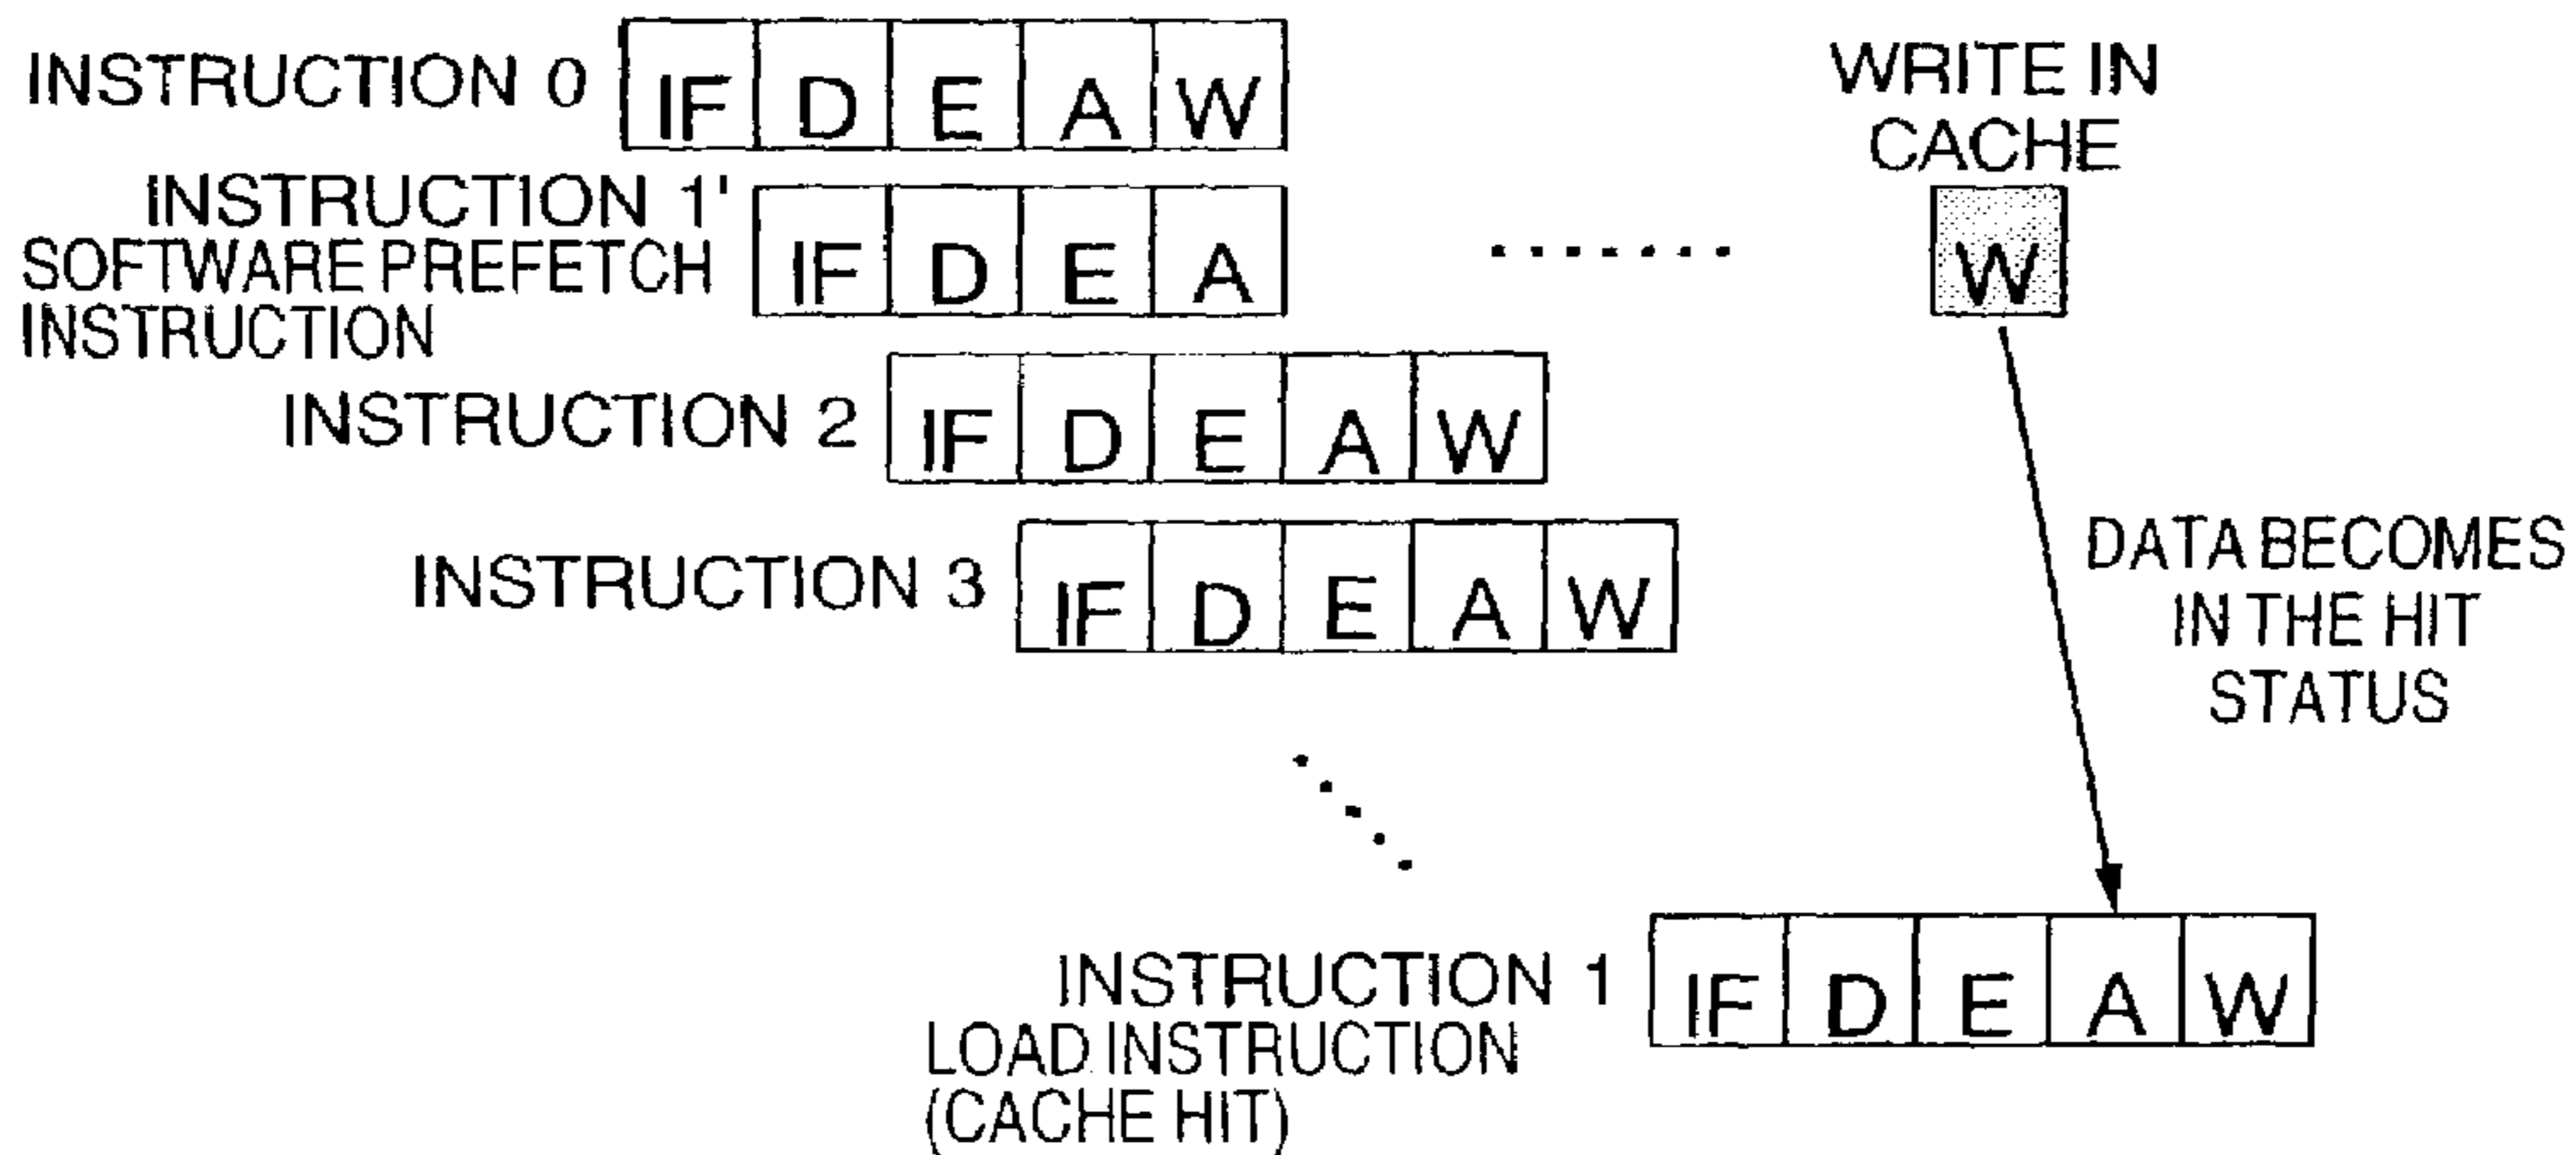 INSTRUCTION 0 IF D E A W
WRITE IN
CACHE
INSTRUCTION 1'
SOFTWARE PREFETCH
INSTRUCTION
IF D E A ....... W
INSTRUCTION 2 IF D E A W
INSTRUCTION 3 IF D E A W
DATA BECOMES
IN THE HIT
STATUS
INSTRUCTION 1 IF D E A W
LOAD INSTRUCTION
(CACHE HIT)